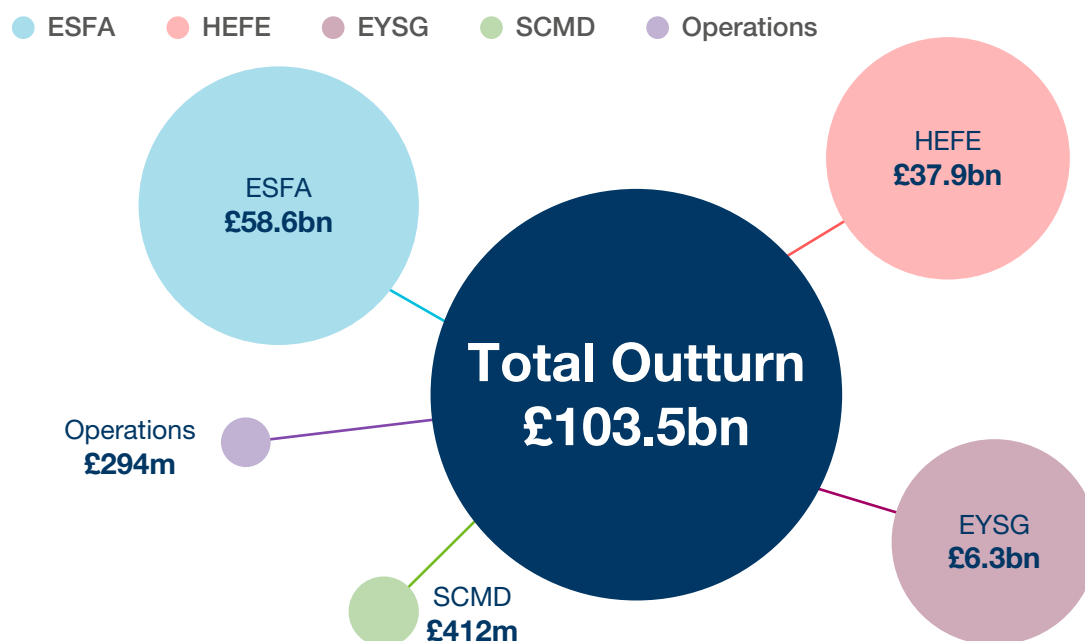 ESFA HEFE EYSG SCMD Operations
HEFE
£37.9bn
ESFA
£58.6bn
Total Outturn
£103.5bn
Operations
£294m
EYSG
£6.3bn
SCMD
£412m